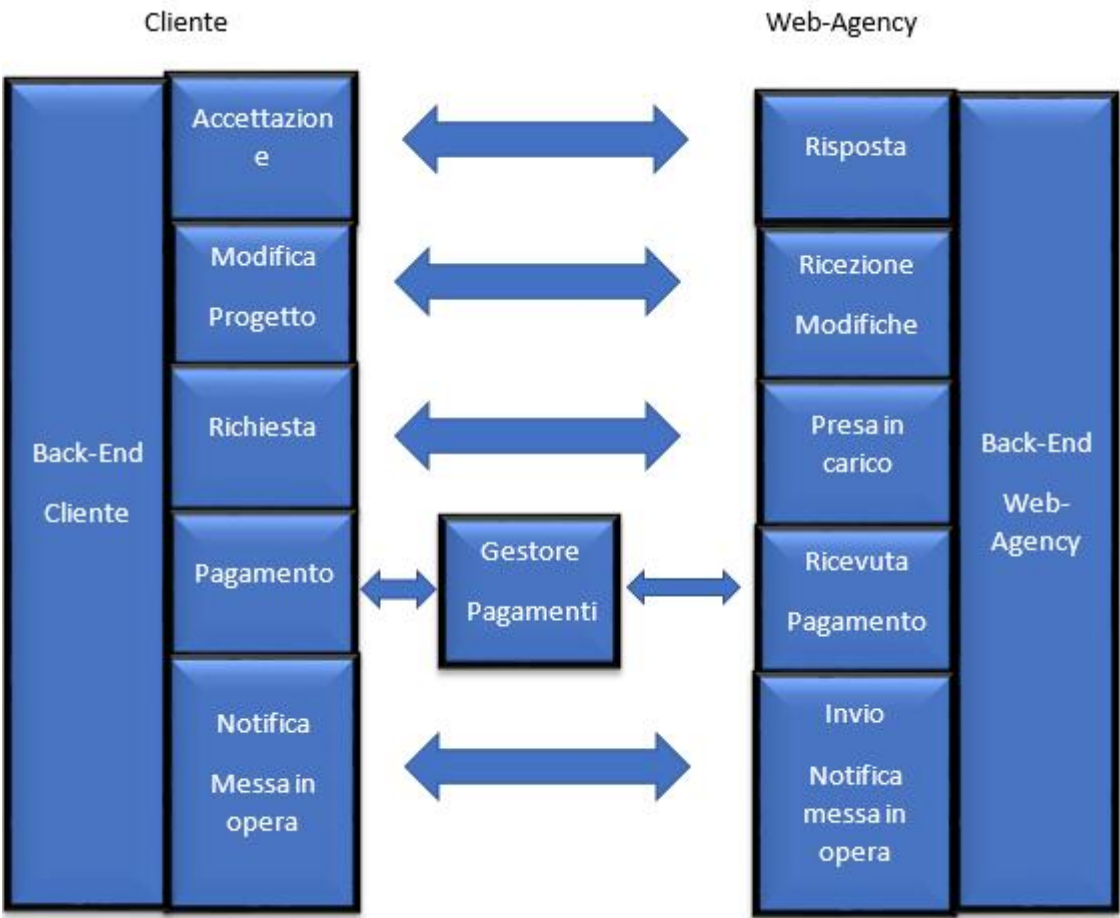 Cliente
Web-Agency
Back-End
Cliente
Accettazion
e
Modifica
Progetto
Richiesta
Pagamento
Notifica
Messa in
opera
Gestore
Pagamenti
Risposta
Ricezione
Modifiche
Presa in
carico
Ricevuta
Pagamento
Invio
Notifica
messa in
opera
Back-End
Web-
Agency